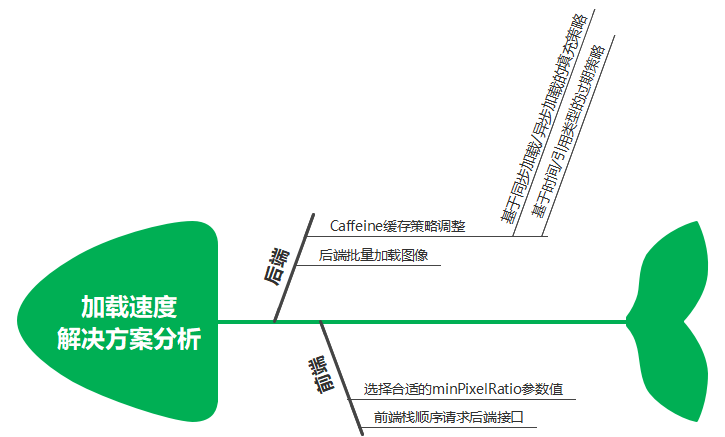 加载速度
解决方案分析
后端
Caffeine缓存策略调整
基于同步加载/异步加载的填充策略
基于时间/引用类型的过期策略
后端批量加载图像
前端
选择合适的minPixelRatio参数值
前端栈顺序请求后端接口